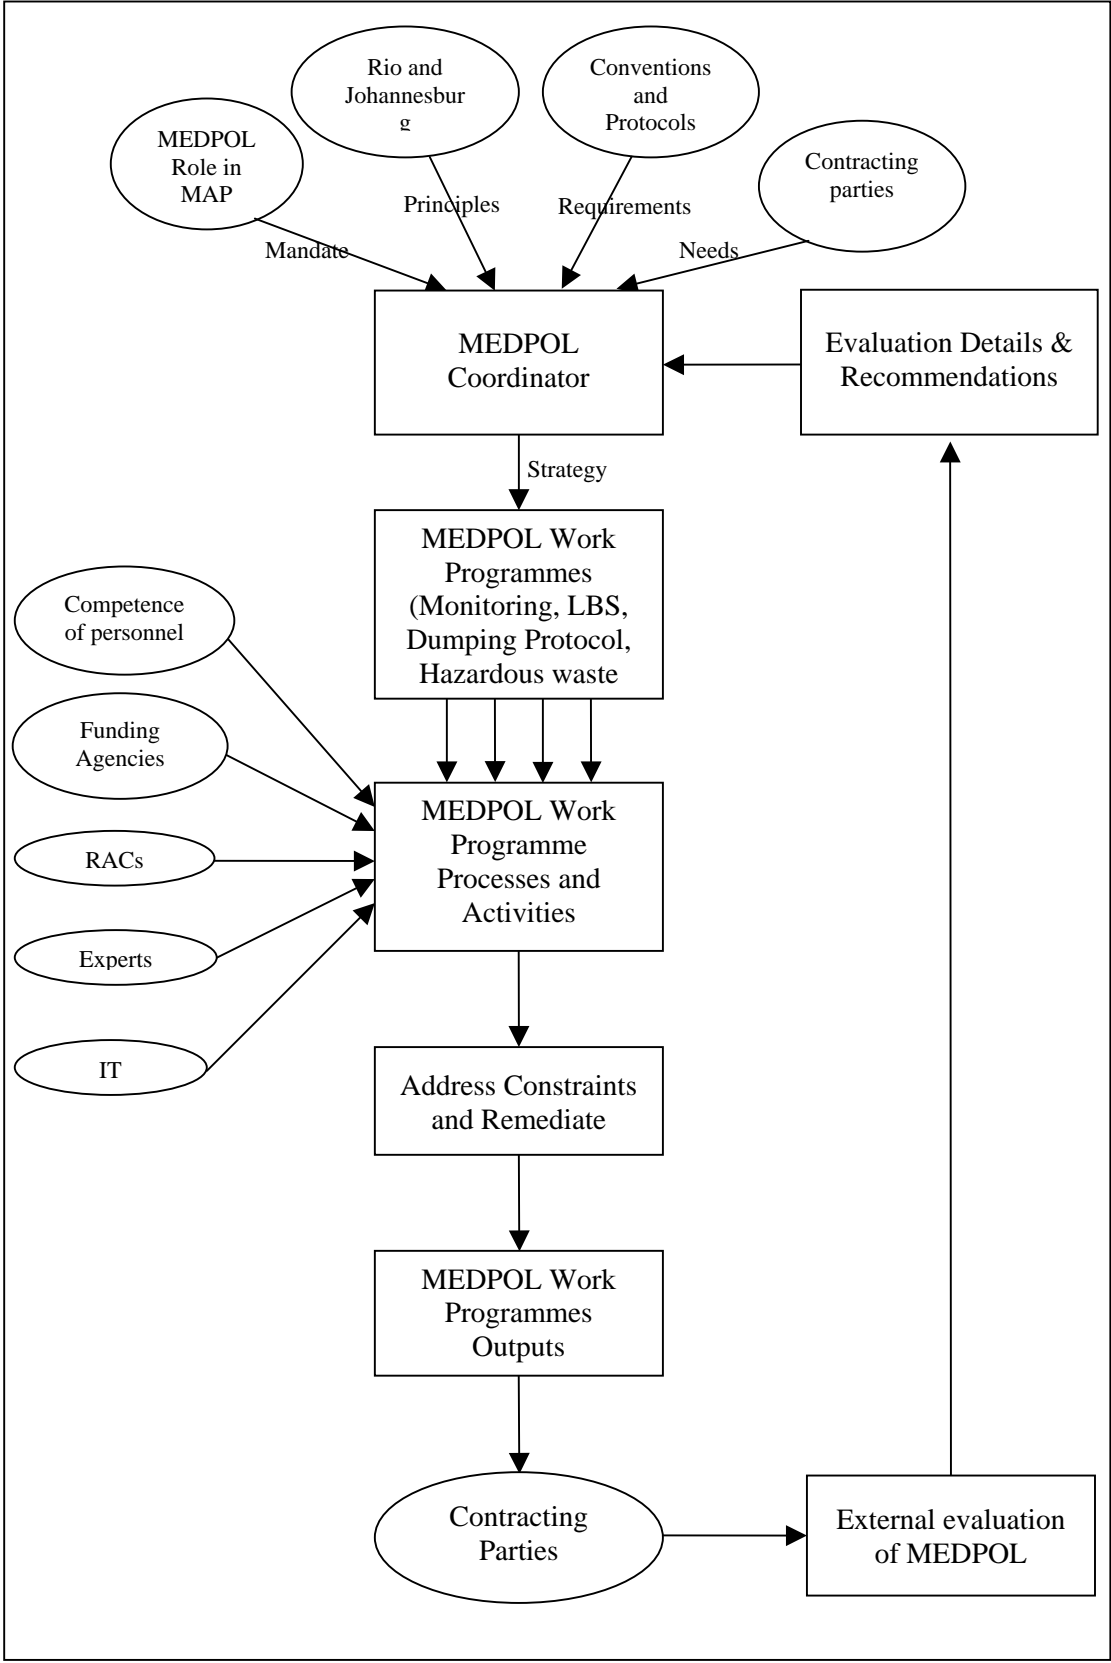 Rio and
Johannesbur
g
Conventions
and
Protocols
MEDPOL
Role in
MAP
Contracting
parties
Principles
Requirements
Mandate
Needs
MEDPOL
Coordinator
Evaluation Details &
Recommendations
Strategy
MEDPOL Work
Programmes
(Monitoring, LBS,
Dumping Protocol,
Hazardous waste
Competence
of personnel
Funding
Agencies
RACs
Experts
IT
MEDPOL Work
Programme
Processes and
Activities
Address Constraints
and Remediate
MEDPOL Work
Programmes
Outputs
Contracting
Parties
External evaluation
of MEDPOL